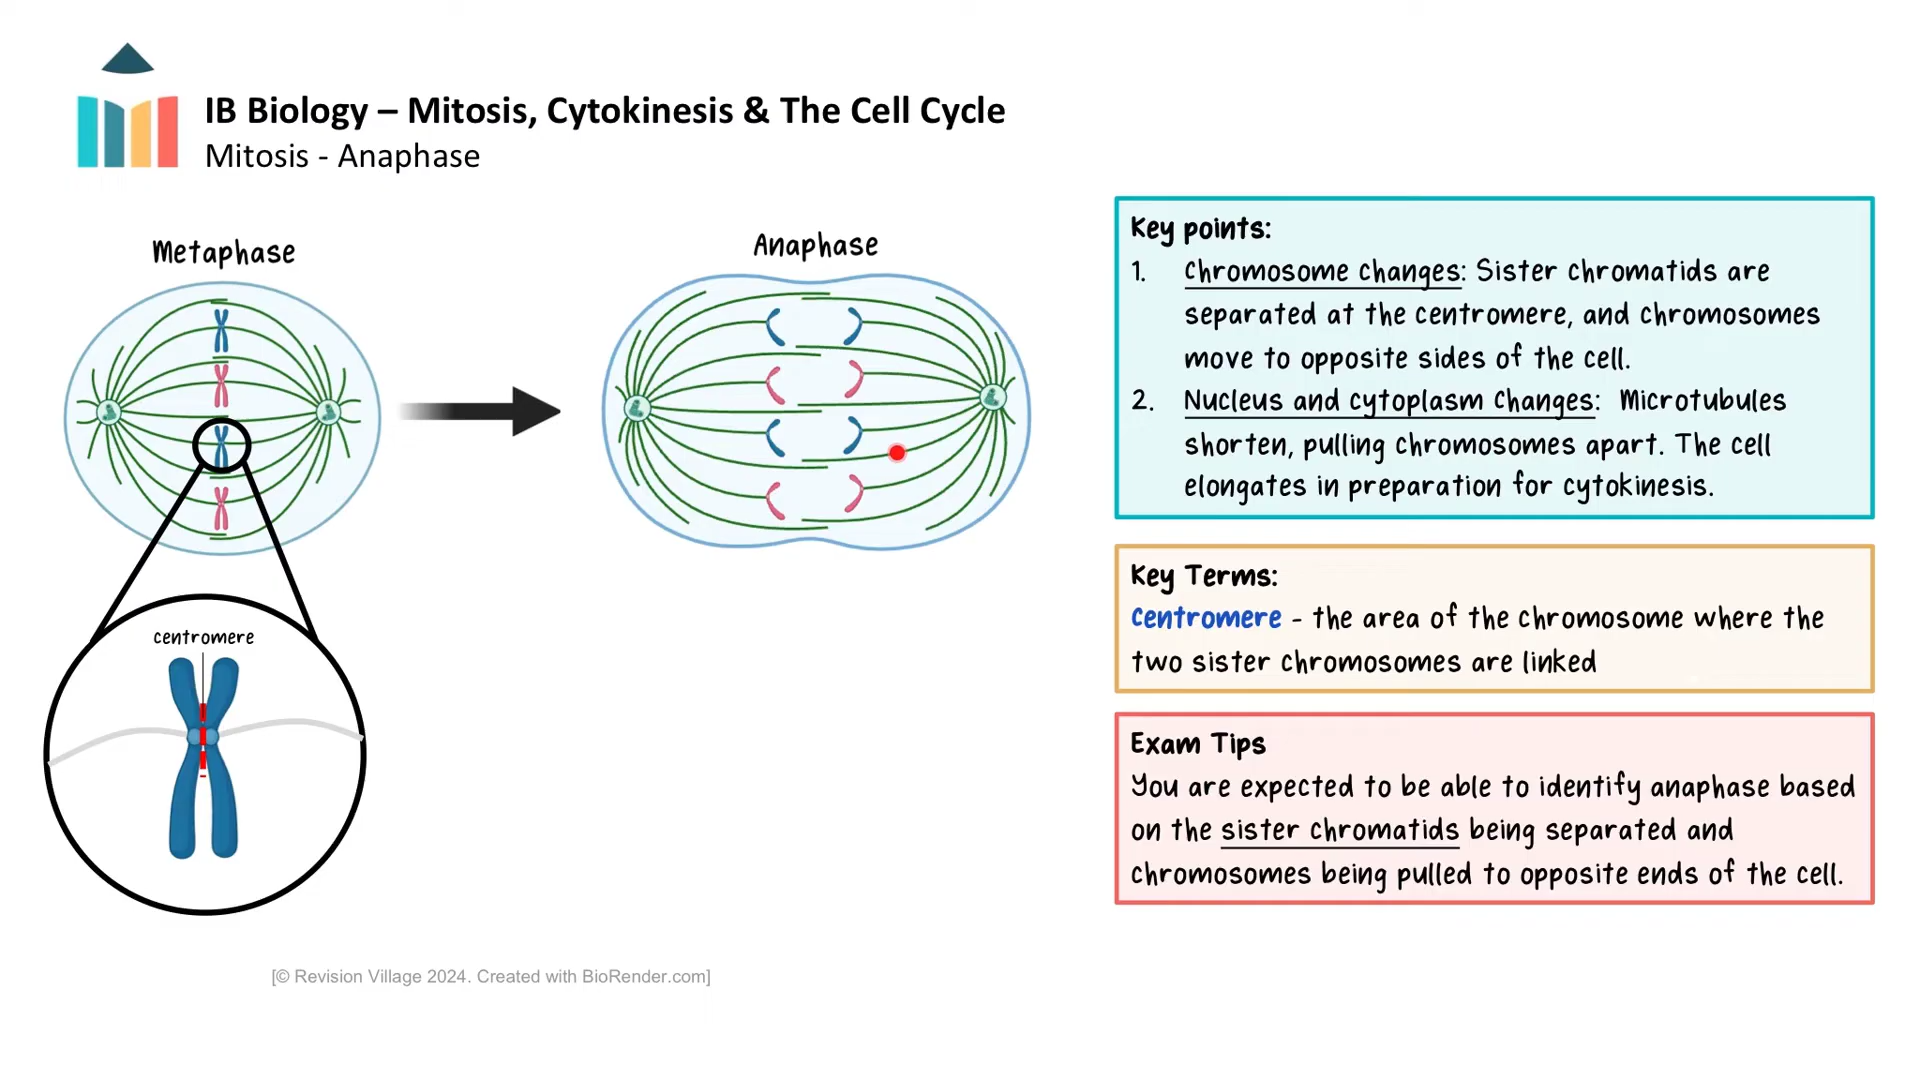 IB Biology – Mitosis, Cytokinesis & The Cell Cycle
Mitosis - Anaphase
Metaphase
Anaphase
centromere
Key points:
1. Chromosome changes: Sister chromatids are
separated at the centromere, and chromosomes
move to opposite sides of the cell.
2. Nucleus and cytoplasm changes: Microtubules
shorten, pulling chromosomes apart. The cell
elongates in preparation for cytokinesis.
Key Terms:
Centromere - the area of the chromosome where the
two sister chromosomes are linked
Exam Tips
You are expected to be able to identify anaphase based
on the sister chromatids being separated and
chromosomes being pulled to opposite ends of the cell.
[© Revision Village 2024. Created with BioRender.com]